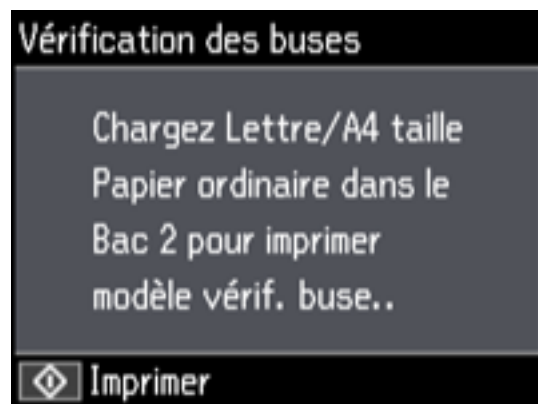 Vérification des buses
Chargez Lettre/A4 taille
Papier ordinaire dans le
Bac 2 pour imprimer
modèle vérif. buse..
Imprimer